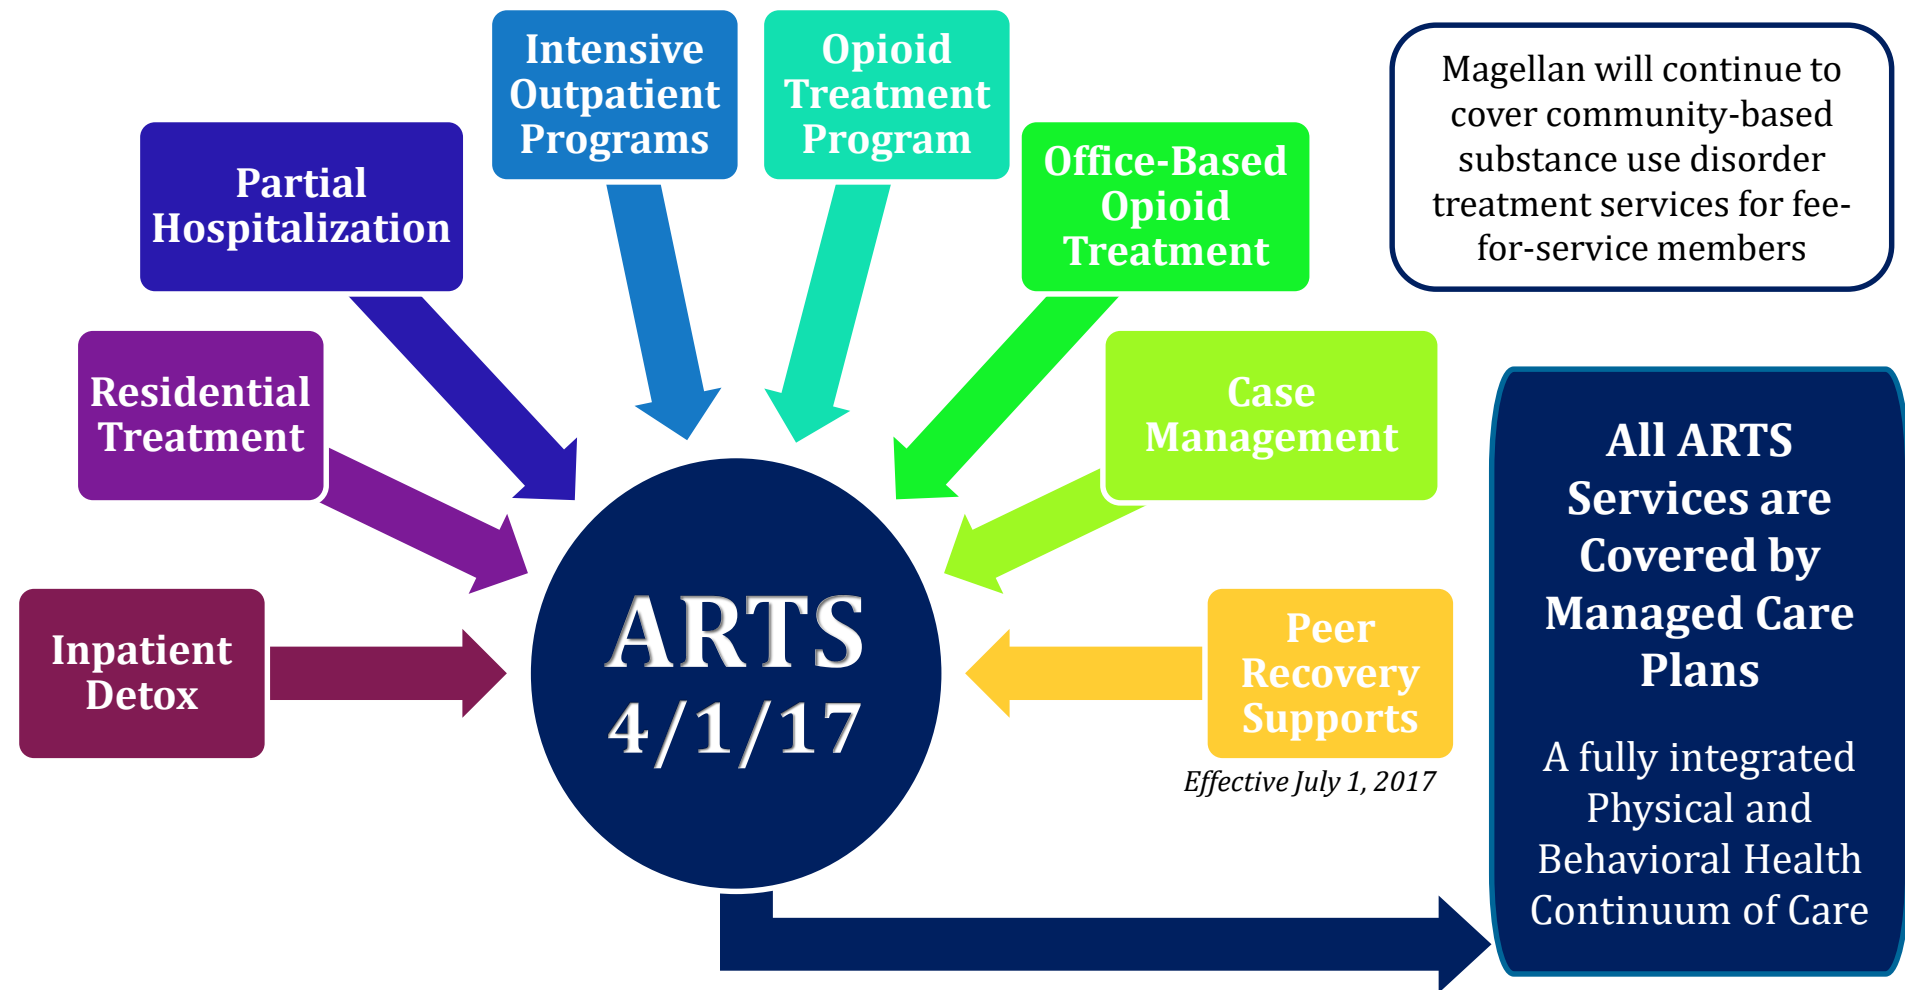 Intensive
Outpatient
Programs
Opioid
Treatment
Program
Magellan will continue to
cover community-based
substance use disorder
treatment services for fee-
for-service members
Partial
Hospitalization
Office-Based
Opioid
Treatment
Residential
Treatment
Case
Management
Inpatient
Detox
ARTS
4/1/17
Peer
Recovery
Supports
Effective July 1, 2017
All ARTS
Services are
Covered by
Managed Care
Plans
A fully integrated
Physical and
Behavioral Health
Continuum of Care